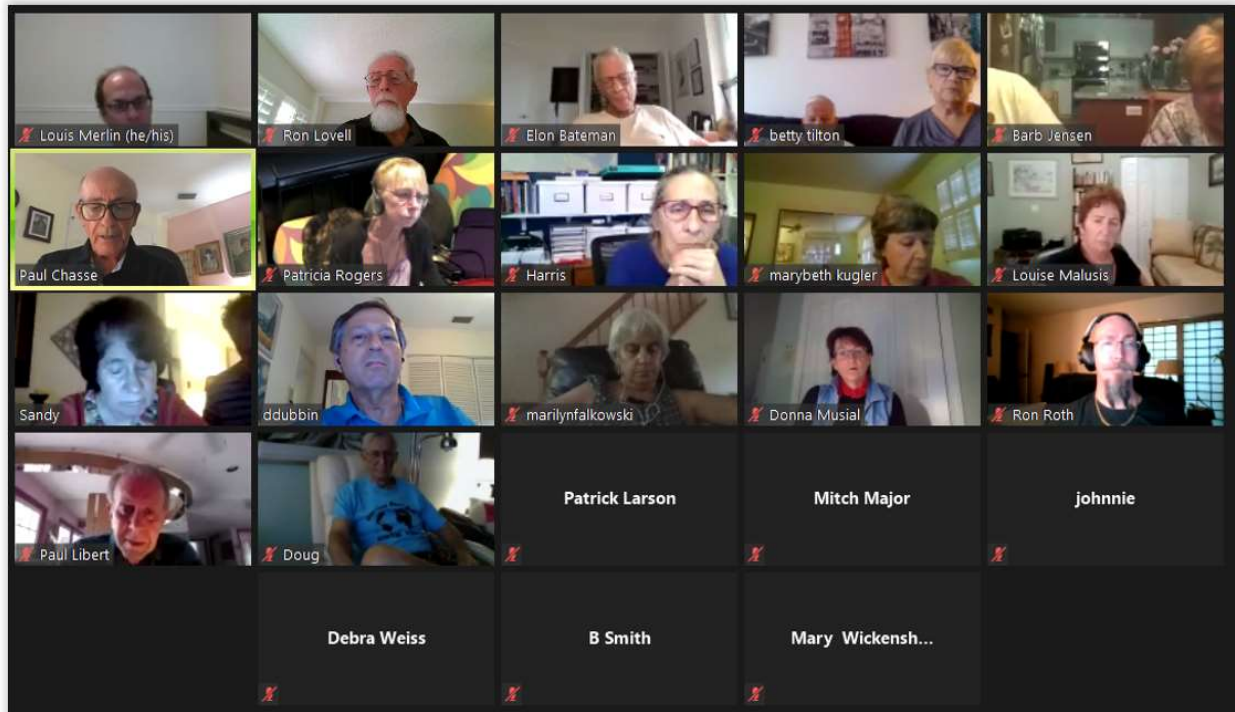 Louis Merlin (he/his)
Ron Lovell
Elon Bateman
betty tilton
Barb Jensen
Paul Chasse
Patricia Rogers
Harris
marybeth kugler
Louise Malusis
Sandy
ddubbin
marilynfalkowski
Donna Musial
Ron Roth
Paul Libert
Doug
Patrick Larson
Mitch Major
johnnie
Debra Weiss
B Smith
Mary Wickensh...